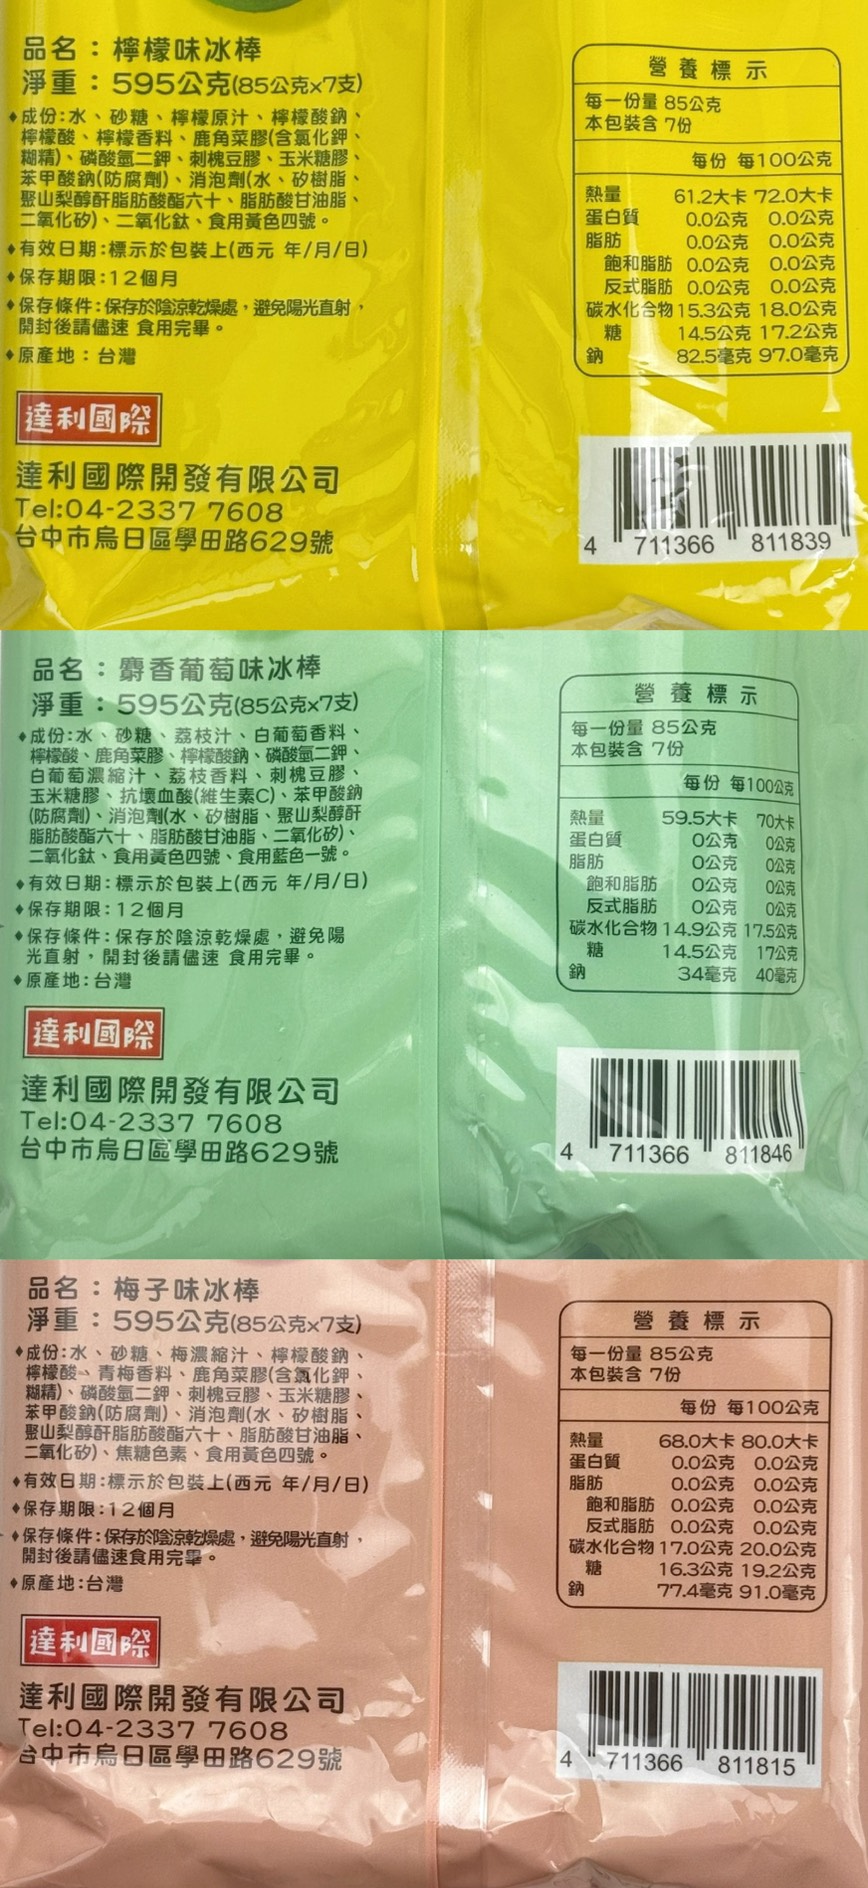 品名：檸檬味冰棒
淨重：595公克(85公克×7支)
◆成份:水、砂糖、檸檬原汁、檸檬酸鈉、
檸檬酸、檸檬香料、鹿角菜膠(含氯化鉀、
糊精)、磷酸氫二鉀、刺槐豆膠、玉米糖膠、
苯甲酸鈉(防腐劑)、消泡劑(水、矽樹脂、
聚山梨醇酐脂肪酸酯六十、脂肪酸甘油脂、
二氧化矽)、二氧化鈦、食用黃色四號。
◆有效日期:標示於包裝上(西元 年/月/日)
◆保存期限:12個月
◆保存條件:保存於陰涼乾燥處，避免陽光直射，
開封後請儘速 食用完畢。
◆原產地：台灣
達利國際
達利國際開發有限公司
Tel:04-2337 7608
台中市烏日區學田路629號
營養標示
每一份量 85公克
本包裝含 7份
每份 每100公克
熱量 61.2大卡 72.0大卡
蛋白質 0.0公克 0.0公克
脂肪 0.0公克 0.0公克
飽和脂肪 0.0公克 0.0公克
反式脂肪 0.0公克 0.0公克
碳水化合物 15.3公克 18.0公克
糖 14.5公克 17.2公克
鈉 82.5毫克 97.0毫克
4 711366 811839
品名：麝香葡萄味冰棒
淨重：595公克(85公克×7支)
◆成份:水、砂糖、荔枝汁、白葡萄香料、
檸檬酸、鹿角菜膠、檸檬酸鈉、磷酸氫二鉀、
白葡萄濃縮汁、荔枝香料、刺槐豆膠、
玉米糖膠、抗壞血酸(維生素C)、苯甲酸鈉
(防腐劑)、消泡劑(水、矽樹脂、聚山梨醇酐
脂肪酸酯六十、脂肪酸甘油脂、二氧化矽)、
二氧化鈦、食用黃色四號、食用藍色一號。
◆有效日期:標示於包裝上(西元 年/月/日)
◆保存期限:12個月
◆保存條件:保存於陰涼乾燥處，避免陽
光直射，開封後請儘速 食用完畢。
◆原產地:台灣
達利國際
達利國際開發有限公司
Tel:04-2337 7608
台中市烏日區學田路629號
營養標示
每一份量 85公克
本包裝含 7份
每份 每100公克
熱量 59.5大卡 70大卡
蛋白質 0公克 0公克
脂肪 0公克 0公克
飽和脂肪 0公克 0公克
反式脂肪 0公克 0公克
碳水化合物 14.9公克 17.5公克
糖 14.5公克 17公克
鈉 34毫克 40毫克
4 711366 811846
品名：梅子味冰棒
淨重：595公克(85公克×7支)
◆成份:水、砂糖、梅濃縮汁、檸檬酸鈉、
檸檬酸、青梅香料、鹿角菜膠(含氯化鉀、
糊精)、磷酸氫二鉀、刺槐豆膠、玉米糖膠、
苯甲酸鈉(防腐劑)、消泡劑(水、矽樹脂、
聚山梨醇酐脂肪酸酯六十、脂肪酸甘油脂、
二氧化矽)、焦糖色素、食用黃色四號。
◆有效日期:標示於包裝上(西元 年/月/日)
◆保存期限:12個月
◆保存條件:保存於陰涼乾燥處，避免陽光直射，
開封後請儘速食用完畢。
◆原產地:台灣
達利國際
達利國際開發有限公司
Tel:04-2337 7608
台中市烏日區學田路629號
營養標示
每一份量 85公克
本包裝含 7份
每份 每100公克
熱量 68.0大卡 80.0大卡
蛋白質 0.0公克 0.0公克
脂肪 0.0公克 0.0公克
飽和脂肪 0.0公克 0.0公克
反式脂肪 0.0公克 0.0公克
碳水化合物 17.0公克 20.0公克
糖 16.3公克 19.2公克
鈉 77.4毫克 91.0毫克
4 711366 811815